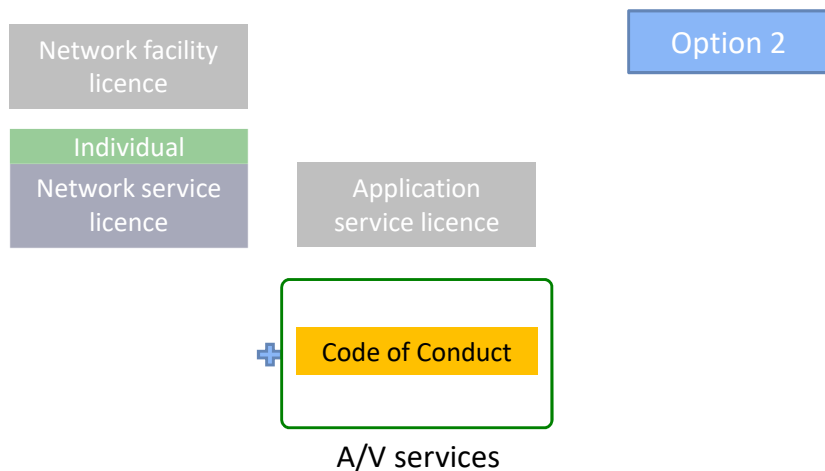 Network facility
licence
Option 2
Individual
Network service
licence
Application
service licence
Code of Conduct
A/V services